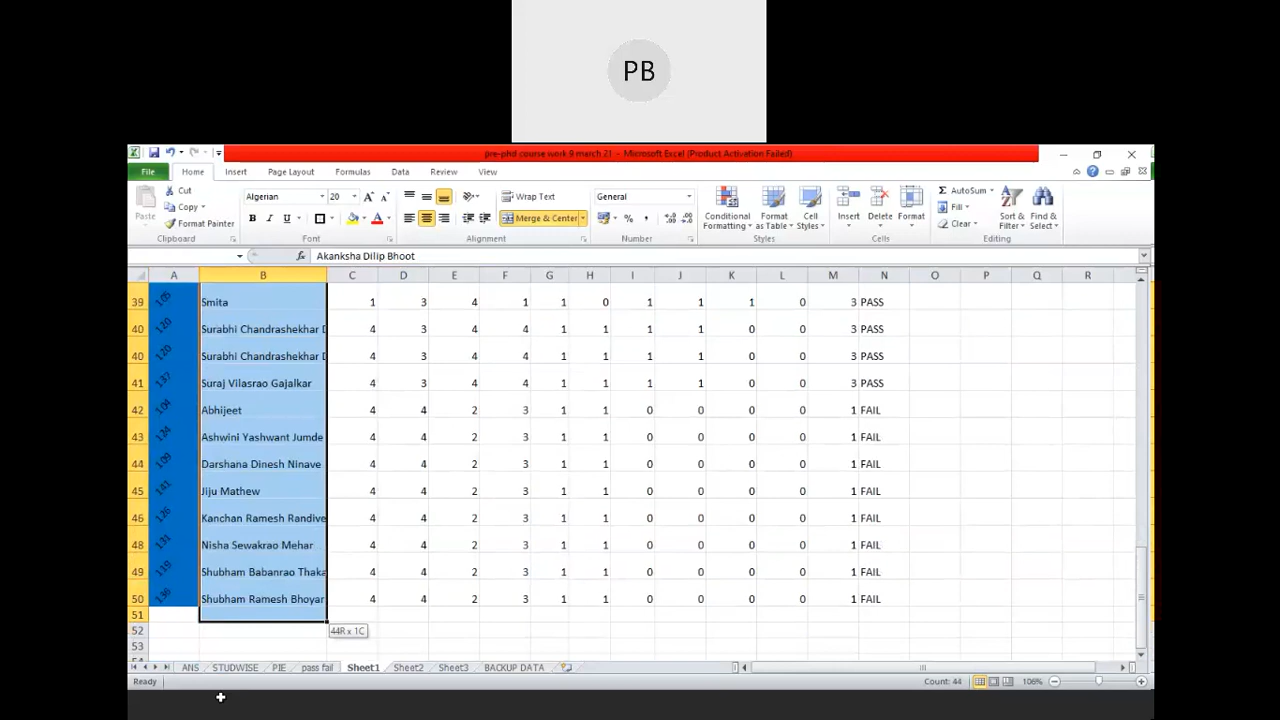 PB
pre-phd course work 9 march 21 - Microsoft Excel (Product Activation Failed)
File Home Insert Page Layout Formulas Data Review View
Paste Cut Copy Format Painter Clipboard
Algerian 20 B I U A Font
Wrap Text Merge & Center Alignment
General % , Number
Conditional Formatting Format as Table Cell Styles Styles
Insert Delete Format Cells
AutoSum Fill Clear Sort & Filter Find & Select Editing
fx Akanksha Dilip Bhoot
A B C D E F G H I J K L M N O P Q R
39 105 Smita 1 3 4 1 1 0 1 1 1 0 3 PASS
40 120 Surabhi Chandrashekhar 4 3 4 4 1 1 1 1 0 0 3 PASS
40 120 Surabhi Chandrashekhar 4 3 4 4 1 1 1 1 0 0 3 PASS
41 137 Suraj Vilasrao Gajalkar 4 3 4 4 1 1 1 1 0 0 3 PASS
42 104 Abhijeet 4 4 2 3 1 1 0 0 0 0 1 FAIL
43 124 Ashwini Yashwant Jumde 4 4 2 3 1 1 0 0 0 0 1 FAIL
44 109 Darshana Dinesh Ninave 4 4 2 3 1 1 0 0 0 0 1 FAIL
45 141 Jiju Mathew 4 4 2 3 1 1 0 0 0 0 1 FAIL
46 126 Kanchan Ramesh Randive 4 4 2 3 1 1 0 0 0 0 1 FAIL
48 131 Nisha Sewakrao Mehar 4 4 2 3 1 1 0 0 0 0 1 FAIL
49 Shubham Babanrao Thaka 4 4 2 3 1 1 0 0 0 0 1 FAIL
50 136 Shubham Ramesh Bhoyar 4 4 2 3 1 1 0 0 0 0 1 FAIL
51
52 44R x 1C
53
ANS STUDWISE PIE pass fail Sheet1 Sheet2 Sheet3 BACKUP DATA
Ready Count: 44 106%